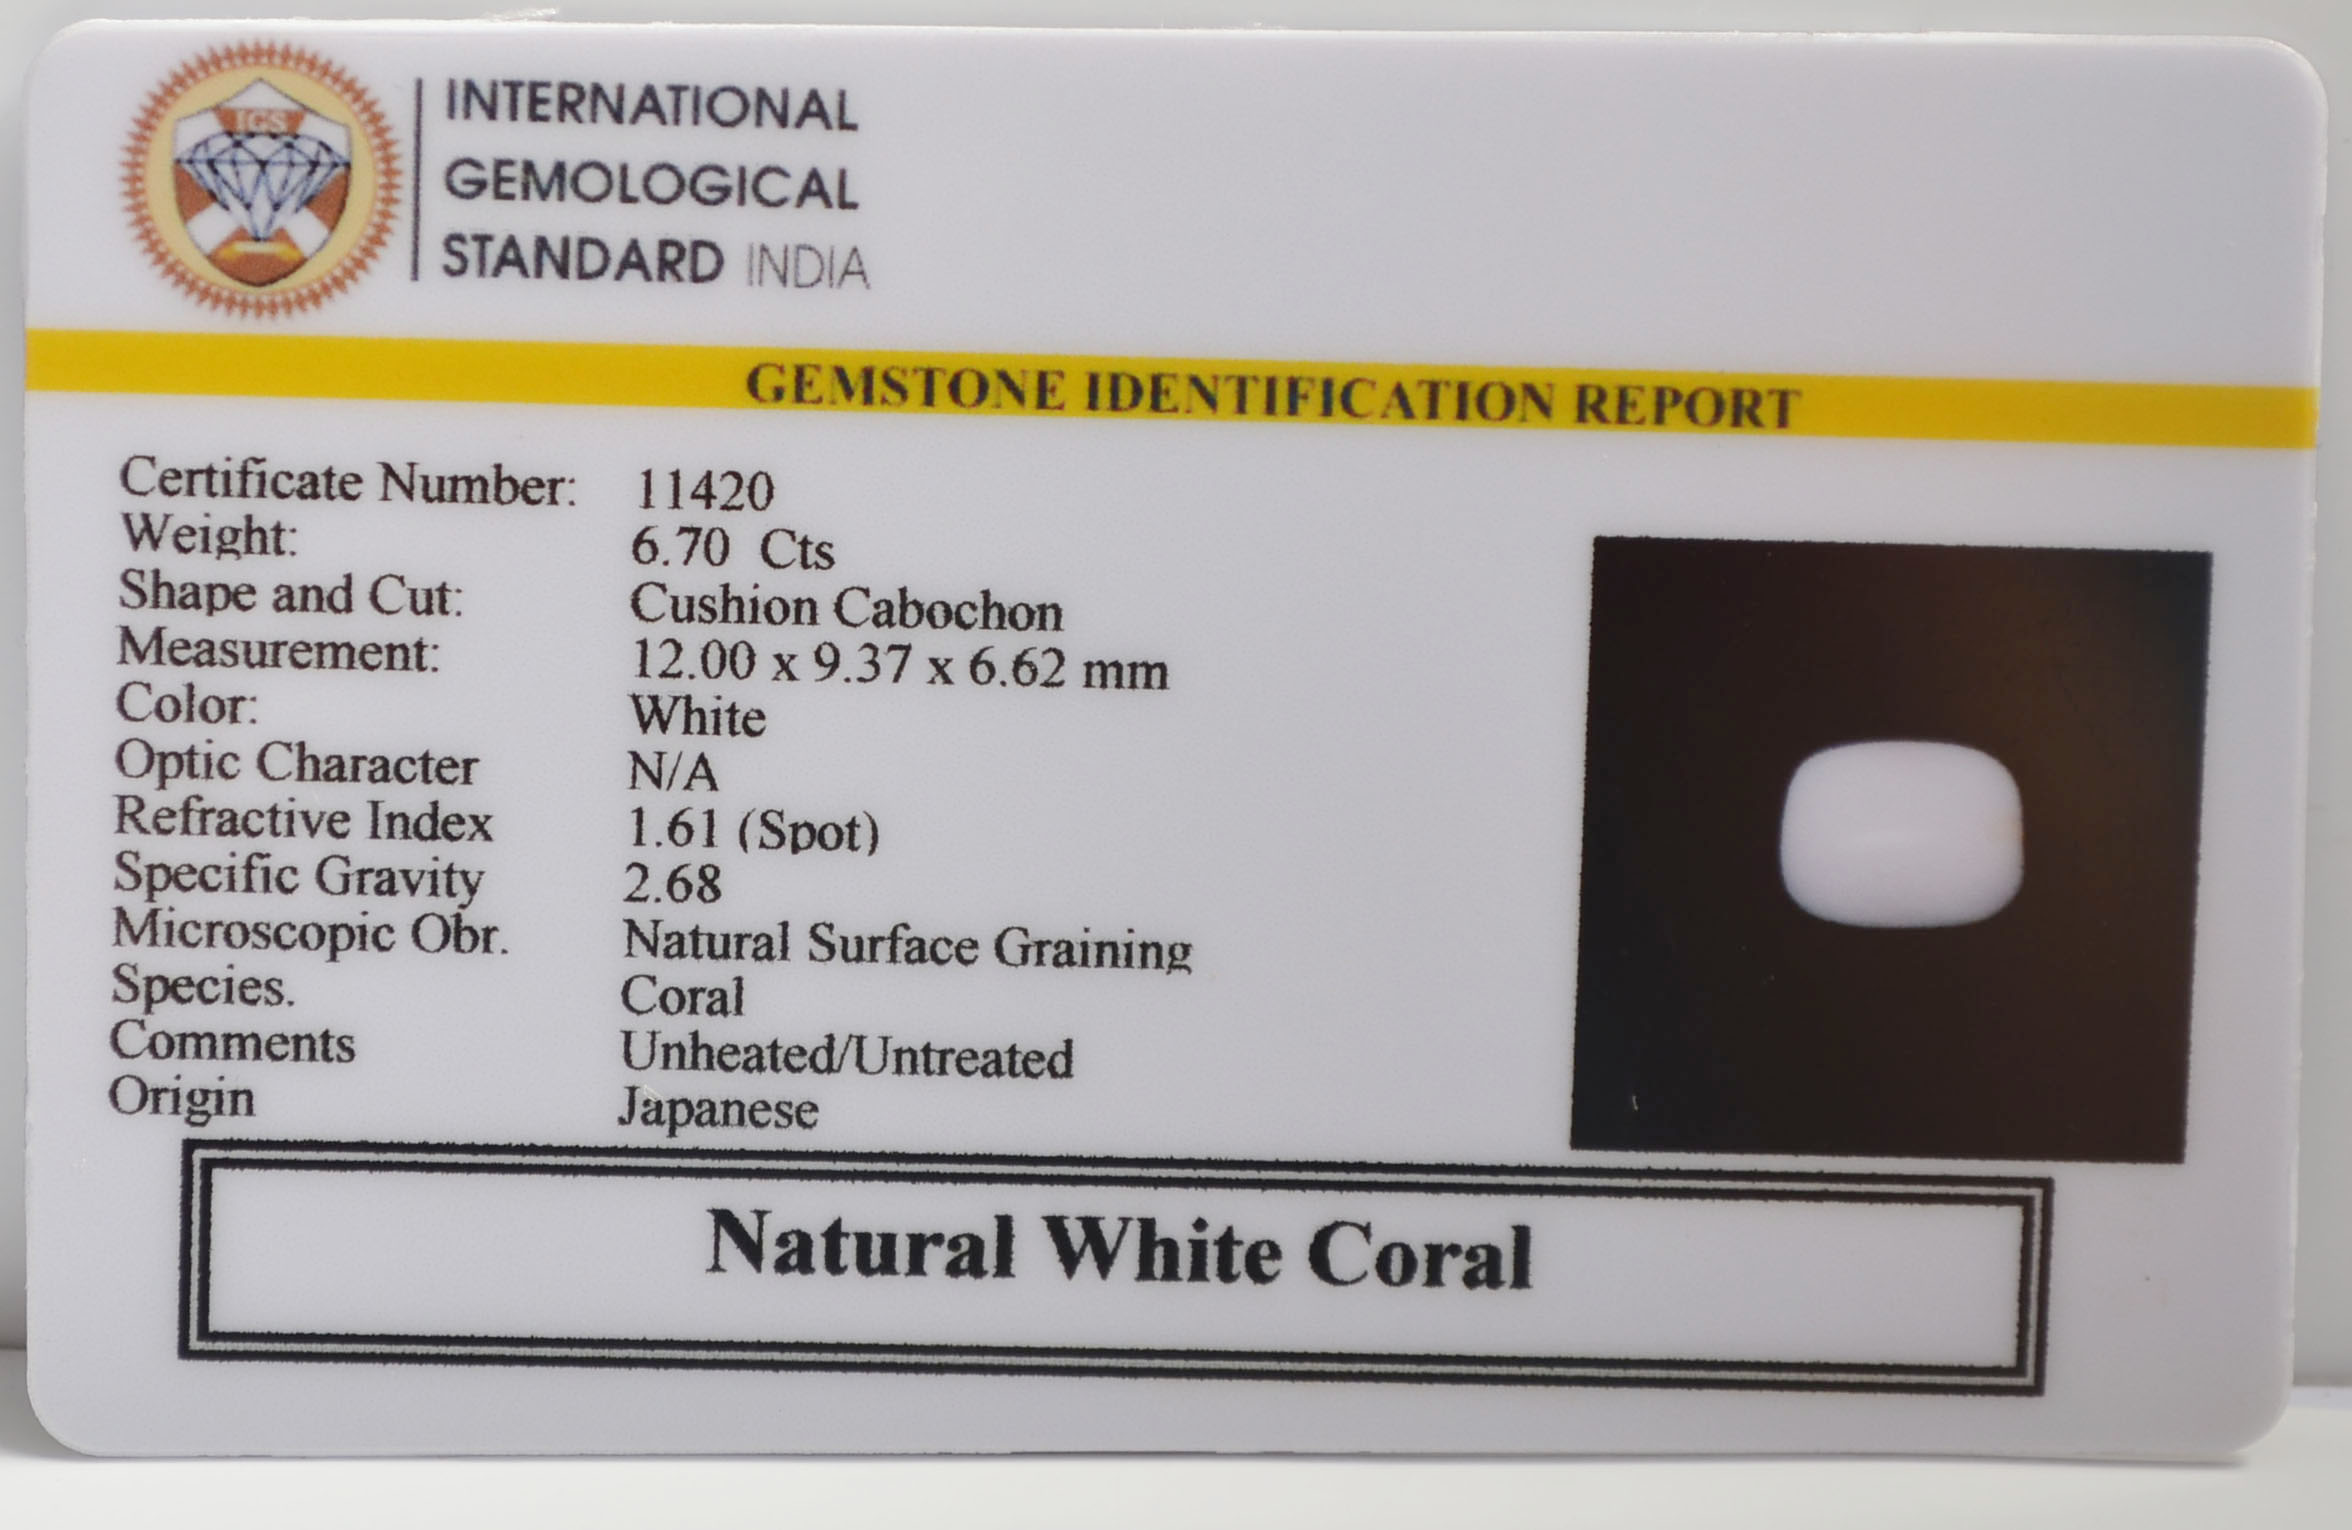 IGS
INTERNATIONAL
GEMOLOGICAL
STANDARD INDIA
GEMSTONE IDENTIFICATION REPORT
Certificate Number: 11420
Weight: 6.70 Cts
Shape and Cut: Cushion Cabochon
Measurement: 12.00 x 9.37 x 6.62 mm
Color: White
Optic Character N/A
Refractive Index 1.61 (Spot)
Specific Gravity 2.68
Microscopic Obr. Natural Surface Graining
Species. Coral
Comments Unheated/Untreated
Origin Japanese
Natural White Coral